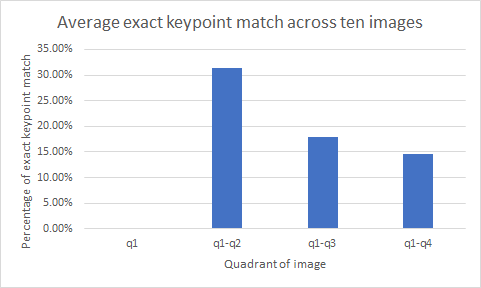 Average exact keypoint match across ten images
Percentage of exact keypoint match
35.00%
30.00%
25.00%
20.00%
15.00%
10.00%
5.00%
0.00%
q1
q1-q2
q1-q3
q1-q4
Quadrant of image